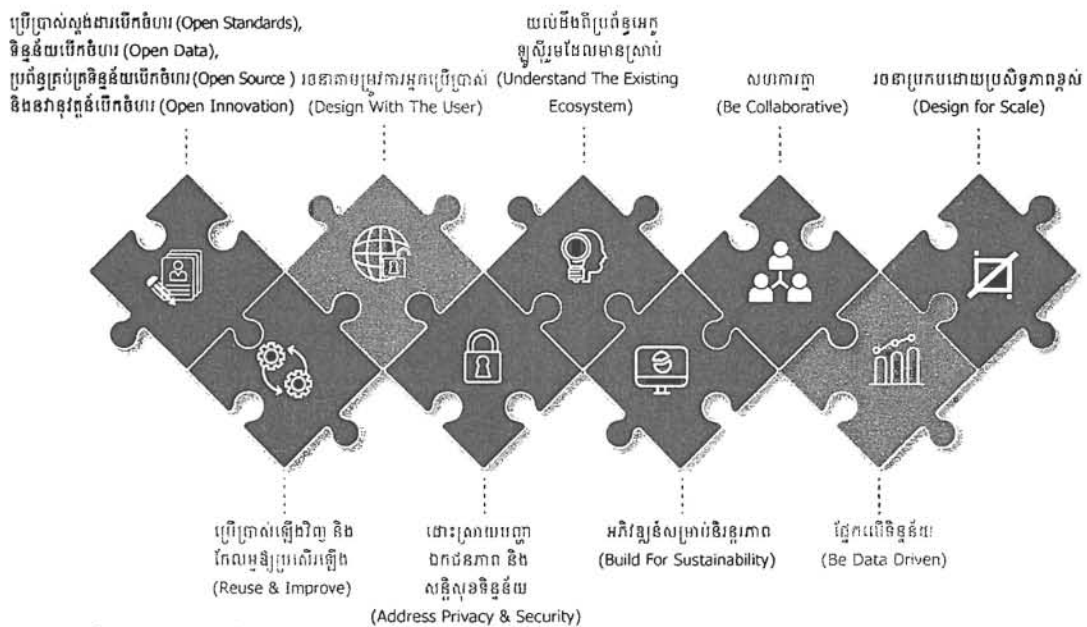 ប្រើប្រាស់ស្តង់ដារបើកចំហរ (Open Standards),
ទិន្នន័យបើកចំហរ (Open Data),
ប្រព័ន្ធគ្រប់គ្រងទិន្នន័យបើកចំហរ (Open Source )
និងនវានុវត្តន៍បើកចំហរ (Open Innovation)
រចនាតាមត្រូវការអ្នកប្រើប្រាស់
(Design With The User)
យល់ដឹងពីប្រព័ន្ធអេកូ
ឡូស៊ីរួមដែលមានស្រាប់
(Understand The Existing
Ecosystem)
សហការគ្នា
(Be Collaborative)
រចនាប្រកបដោយប្រសិទ្ធភាពខ្ពស់
(Design for Scale)
ប្រើប្រាស់ឡើងវិញ និង
កែលម្អឱ្យប្រសើរឡើង
(Reuse & Improve)
ដោះស្រាយបញ្ហា
ឯកជនភាព និង
សន្តិសុខទិន្នន័យ
(Address Privacy & Security)
អភិវឌ្ឍន៍សម្រាប់និរន្តរភាព
(Build For Sustainability)
ផ្នែកលើទិន្នន័យ
(Be Data Driven)